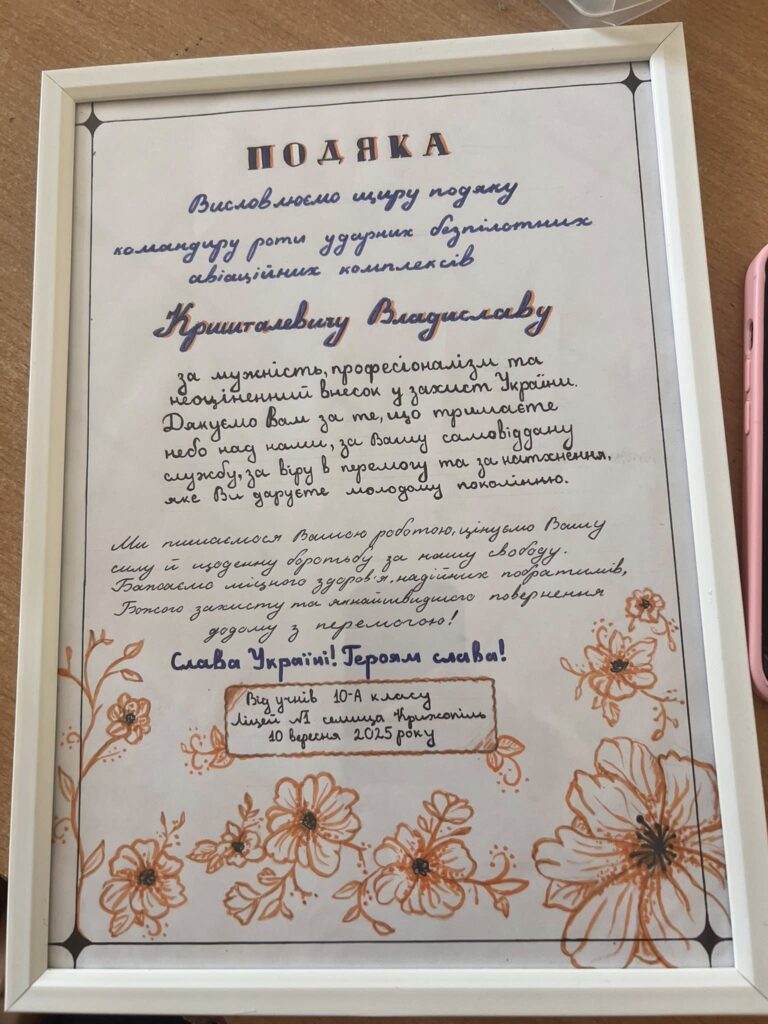 ПОДЯКА
Висловлюємо щиру подяку
командиру роти ударних безпілотних
авіаційних комплексів
Кришталевичу Владиславу
за мужність, професіоналізм та
неоціненний внесок у захист України.
Дякуємо Вам за те, що тримаєте
небо над нами, за Вашу самовіддану
службу, за віру в перемогу та за натхнення,
яке Ви даруєте молодому поколінню.
Ми пишаємося Вашою роботою, цінуємо Вашу
силу й щоденну боротьбу за нашу свободу.
Бажаємо міцного здоров'я, надійних побратимів,
Божого захисту та якнайшвидшого повернення
додому з перемогою!
Слава Україні! Героям слава!
Від учнів 10-А класу
Ліцей №1 селища Крижопіль
10 вересня 2025 року